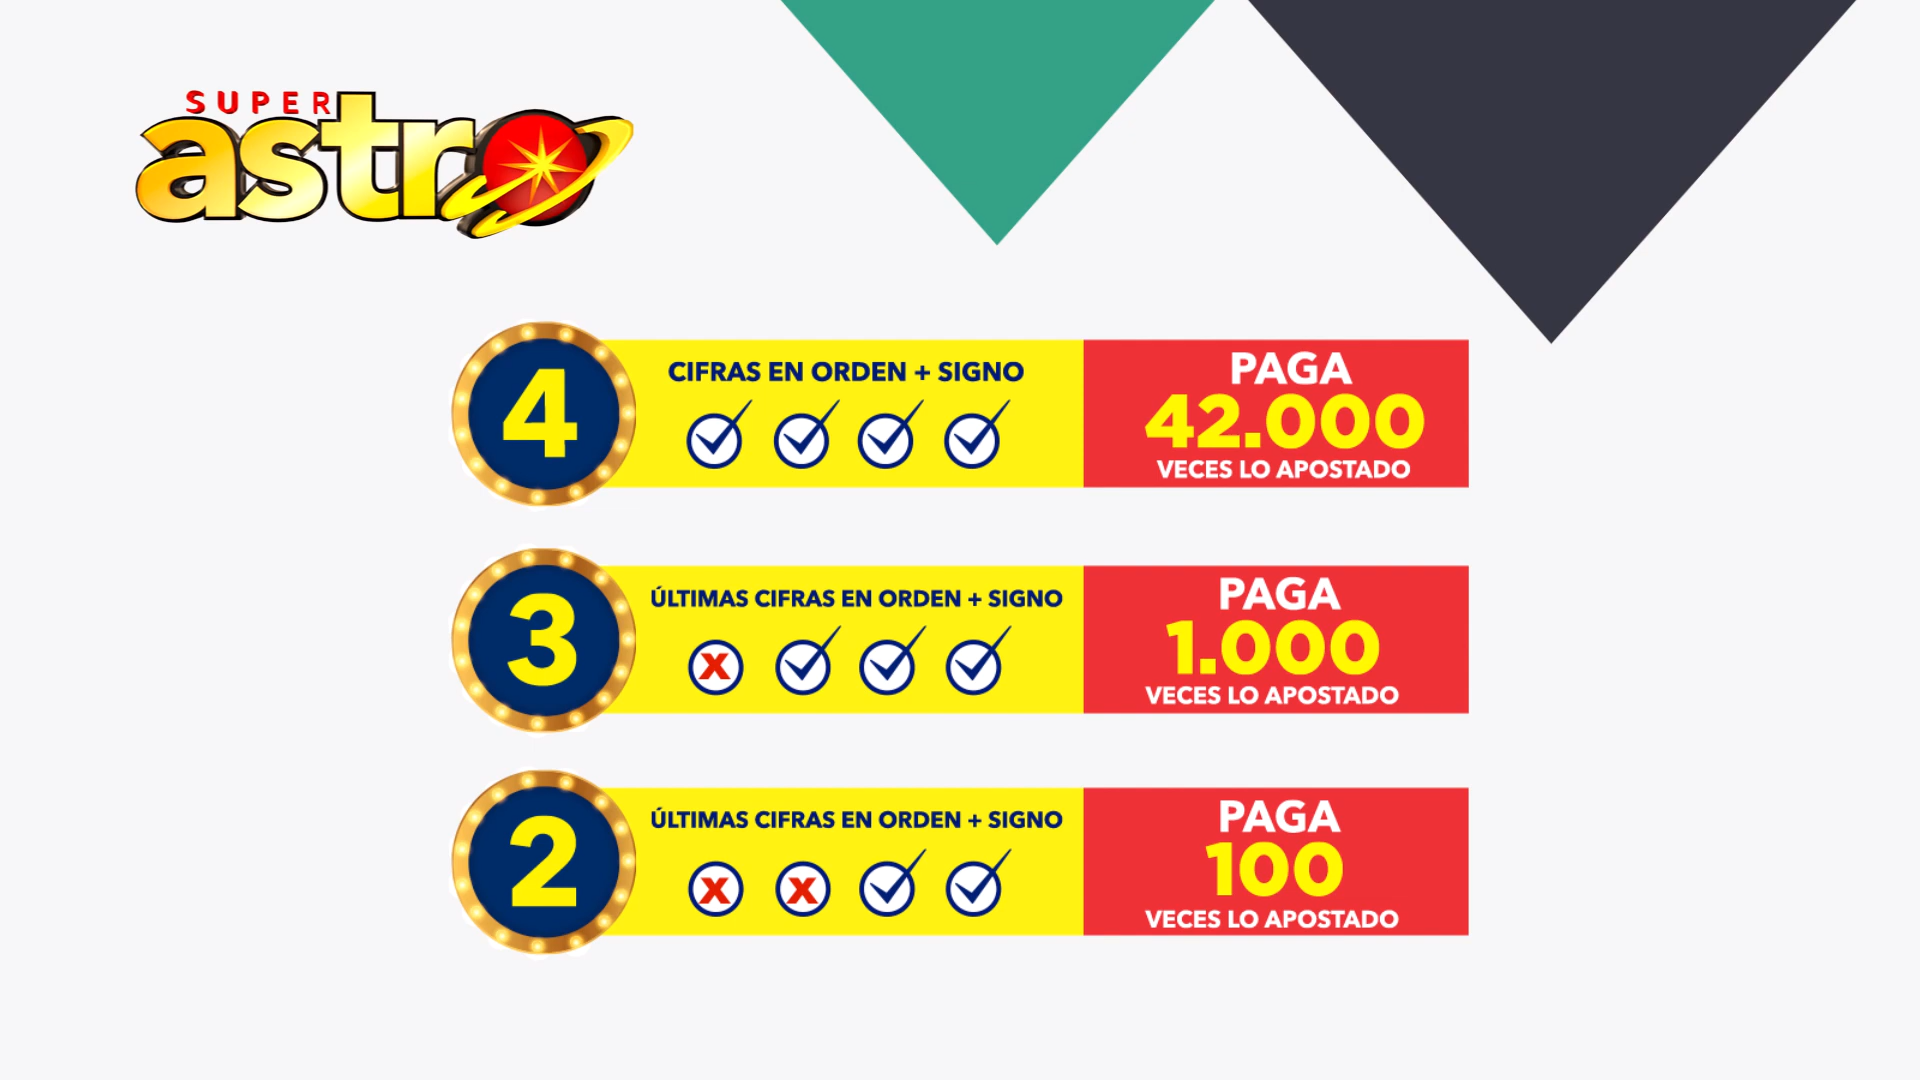 SUPER
astro
4
CIFRAS EN ORDEN + SIGNO
PAGA
42.000
VECES LO APOSTADO
3
ÚLTIMAS CIFRAS EN ORDEN + SIGNO
X
PAGA
1.000
VECES LO APOSTADO
2
ÚLTIMAS CIFRAS EN ORDEN + SIGNO
X X
PAGA
100
VECES LO APOSTADO